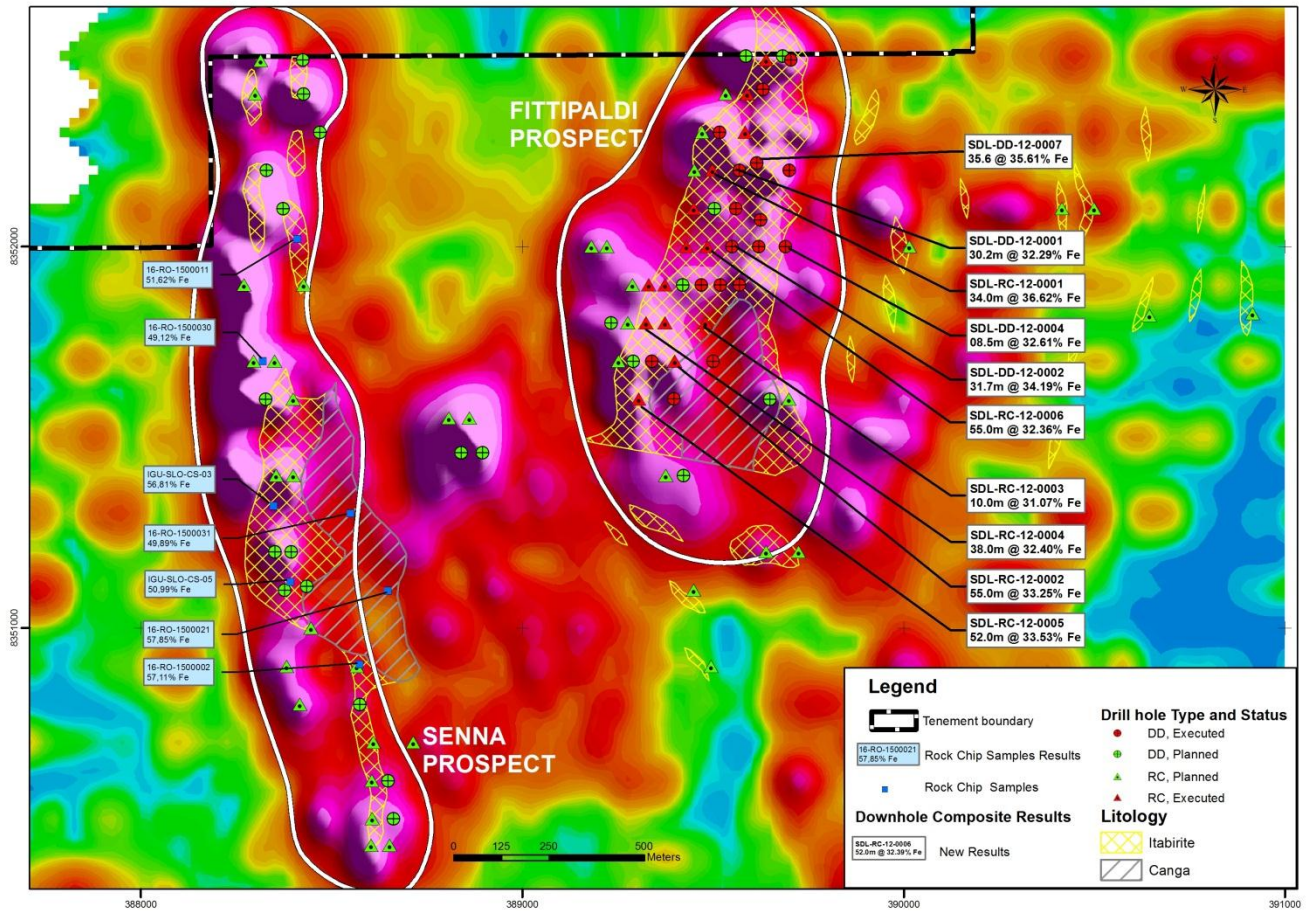 FITTIPALDI
PROSPECT
N
W
E
S
SDL-DD-12-0007
35.6 @ 35.61% Fe
SDL-DD-12-0001
30.2m @ 32.29% Fe
SDL-RC-12-0001
34.0m @ 36.62% Fe
SDL-DD-12-0004
08.5m @ 32.61% Fe
SDL-DD-12-0002
31.7m @ 34.19% Fe
SDL-RC-12-0006
55.0m @ 32.36% Fe
SDL-RC-12-0003
10.0m @ 31.07% Fe
SDL-RC-12-0004
38.0m @ 32.40% Fe
SDL-RC-12-0002
55.0m @ 33.25% Fe
SDL-RC-12-0005
52.0m @ 33.53% Fe
8352000
8351000
16-RO-1500011
51,62% Fe
16-RO-1500030
49,12% Fe
IGU-SLO-CS-03
56,81% Fe
16-RO-1500031
49,89% Fe
IGU-SLO-CS-05
50,99% Fe
16-RO-1500021
57,85% Fe
16-RO-1500002
57,11% Fe
SENNA
PROSPECT
0 125 250 500
Meters
Legend
Tenement boundary
16-RO-1500021
57,85% Fe
Rock Chip Samples Results
Rock Chip Samples
Downhole Composite Results
SDL-RC-12-0006
52.0m @ 32.39% Fe
New Results
Drill hole Type and Status
DD, Executed
DD, Planned
RC, Planned
RC, Executed
Litology
Itabirite
Canga
388000
389000
390000
391000